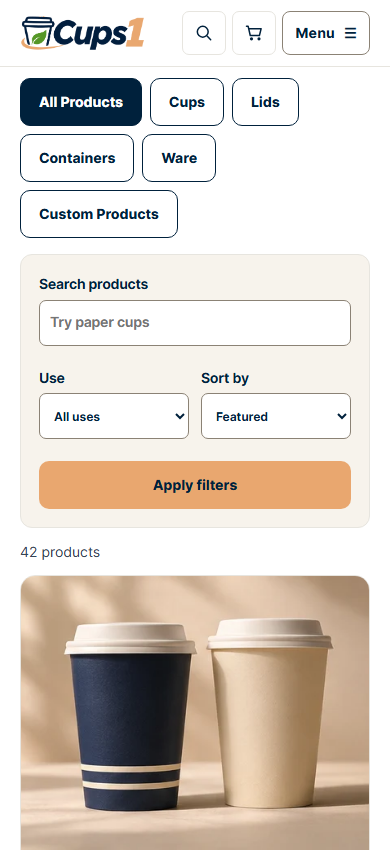 Cups1
Menu
All Products
Cups
Lids
Containers
Ware
Custom Products
Search products
Try paper cups
Use
Sort by
All uses
Featured
Apply filters
42 products